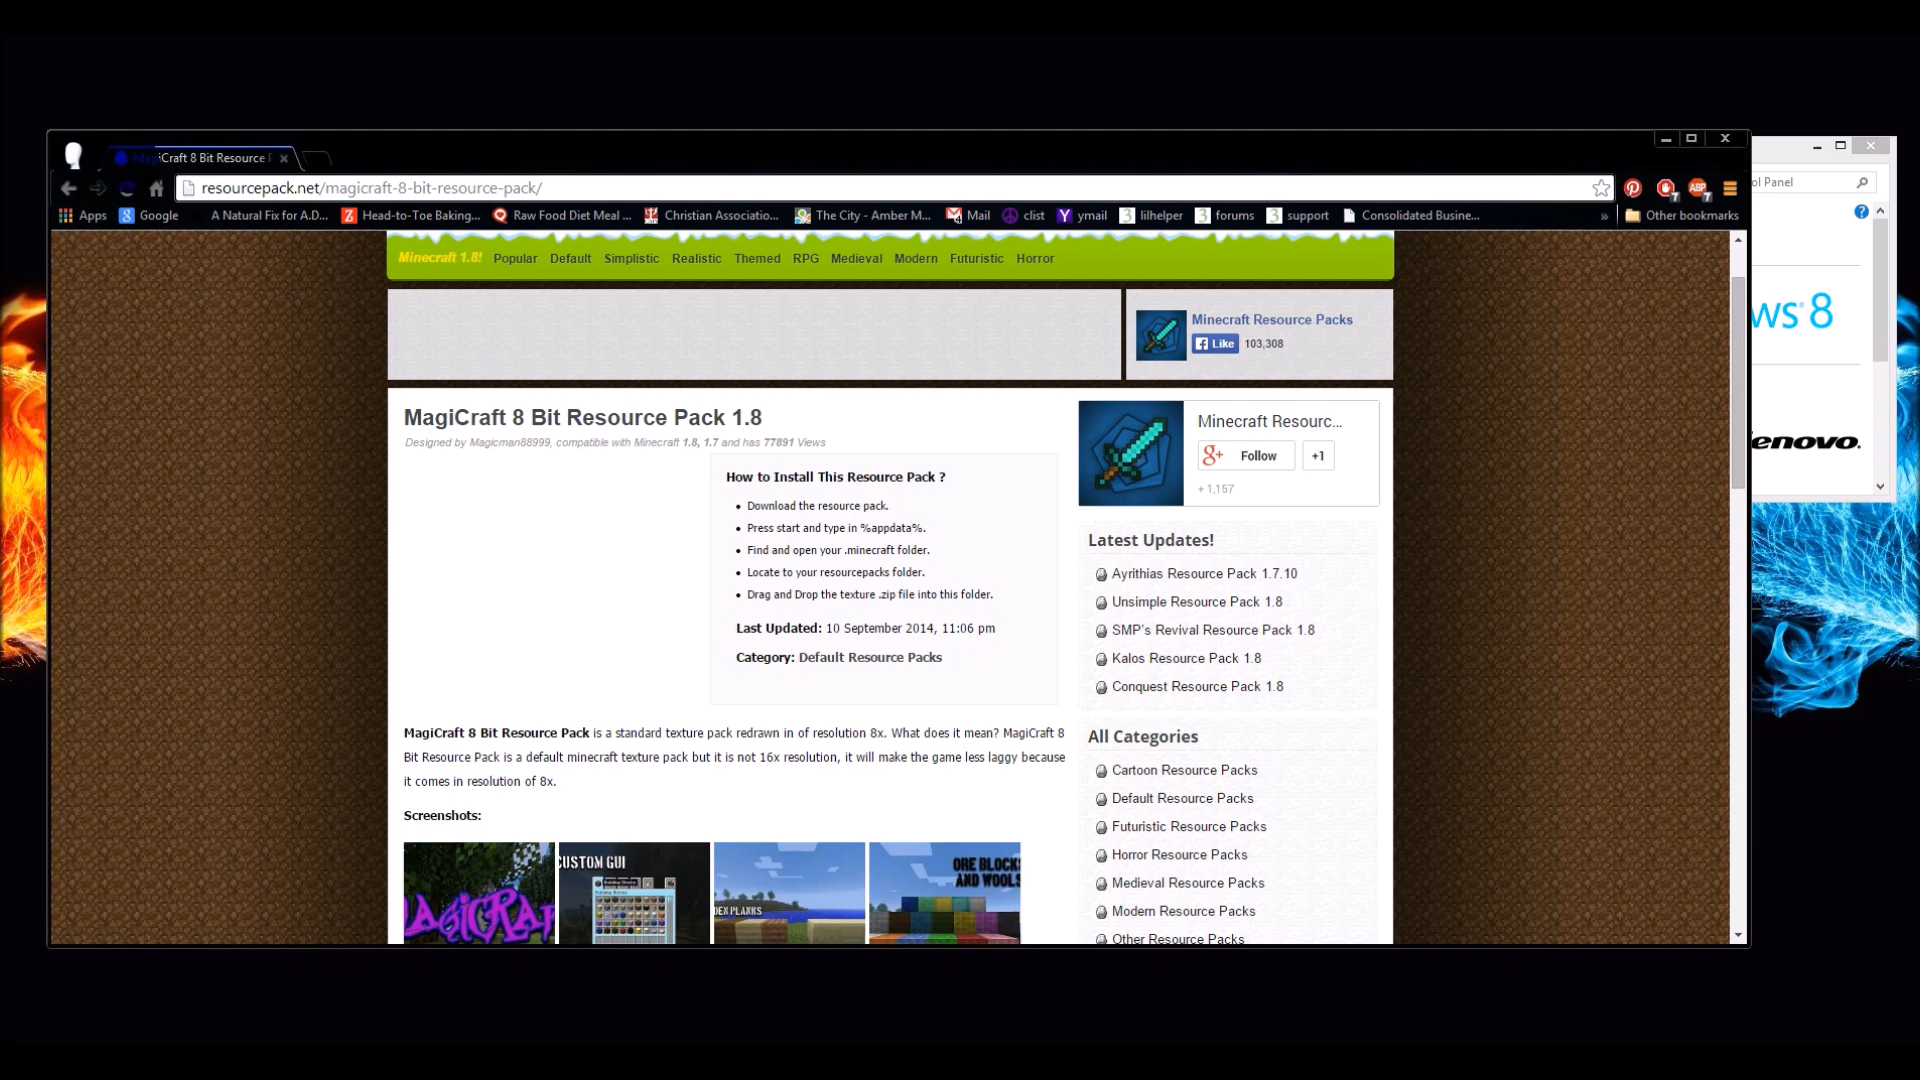 MagiCraft 8 Bit Resource P
resourcepack.net/magicraft-8-bit-resource-pack/
ol Panel
Apps Google A Natural Fix for A.D... Head-to-Toe Baking... Raw Food Diet Meal ... Christian Associatio... The City - Amber M... Mail clist ymail lilhelper forums support Consolidated Busine... » Other bookmarks
Minecraft 1.8! Popular Default Simplistic Realistic Themed RPG Medieval Modern Futuristic Horror
Minecraft Resource Packs
Like 103,308
ws 8
enovo.
MagiCraft 8 Bit Resource Pack 1.8
Designed by Magicman88999, compatible with Minecraft 1.8, 1.7 and has 77891 Views
How to Install This Resource Pack ?
Download the resource pack.
Press start and type in %appdata%.
Find and open your .minecraft folder.
Locate to your resourcepacks folder.
Drag and Drop the texture .zip file into this folder.
Last Updated: 10 September 2014, 11:06 pm
Category: Default Resource Packs
MagiCraft 8 Bit Resource Pack is a standard texture pack redrawn in of resolution 8x. What does it mean? MagiCraft 8
Bit Resource Pack is a default minecraft texture pack but it is not 16x resolution, it will make the game less laggy because
it comes in resolution of 8x.
Screenshots:
MAGICRAF
CUSTOM GUI
DEN PLANKS
ORE BLOCKS
AND WOOLS
Minecraft Resourc...
g+ Follow +1
+ 1,157
Latest Updates!
Ayrithias Resource Pack 1.7.10
Unsimple Resource Pack 1.8
SMP's Revival Resource Pack 1.8
Kalos Resource Pack 1.8
Conquest Resource Pack 1.8
All Categories
Cartoon Resource Packs
Default Resource Packs
Futuristic Resource Packs
Horror Resource Packs
Medieval Resource Packs
Modern Resource Packs
Other Resource Packs